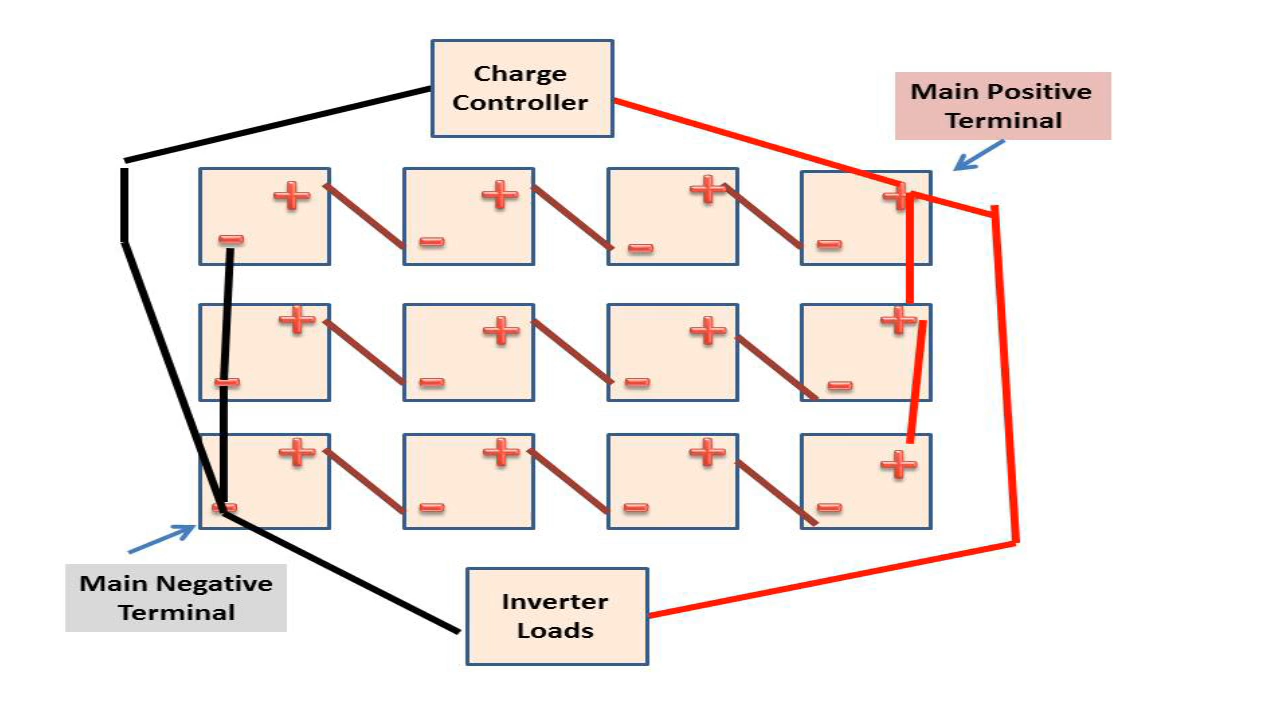 Charge
Controller
Main Positive
Terminal
+ + + +
- - - -
+ + + +
- - - -
+ + + +
- - - -
Main Negative
Terminal
Inverter
Loads